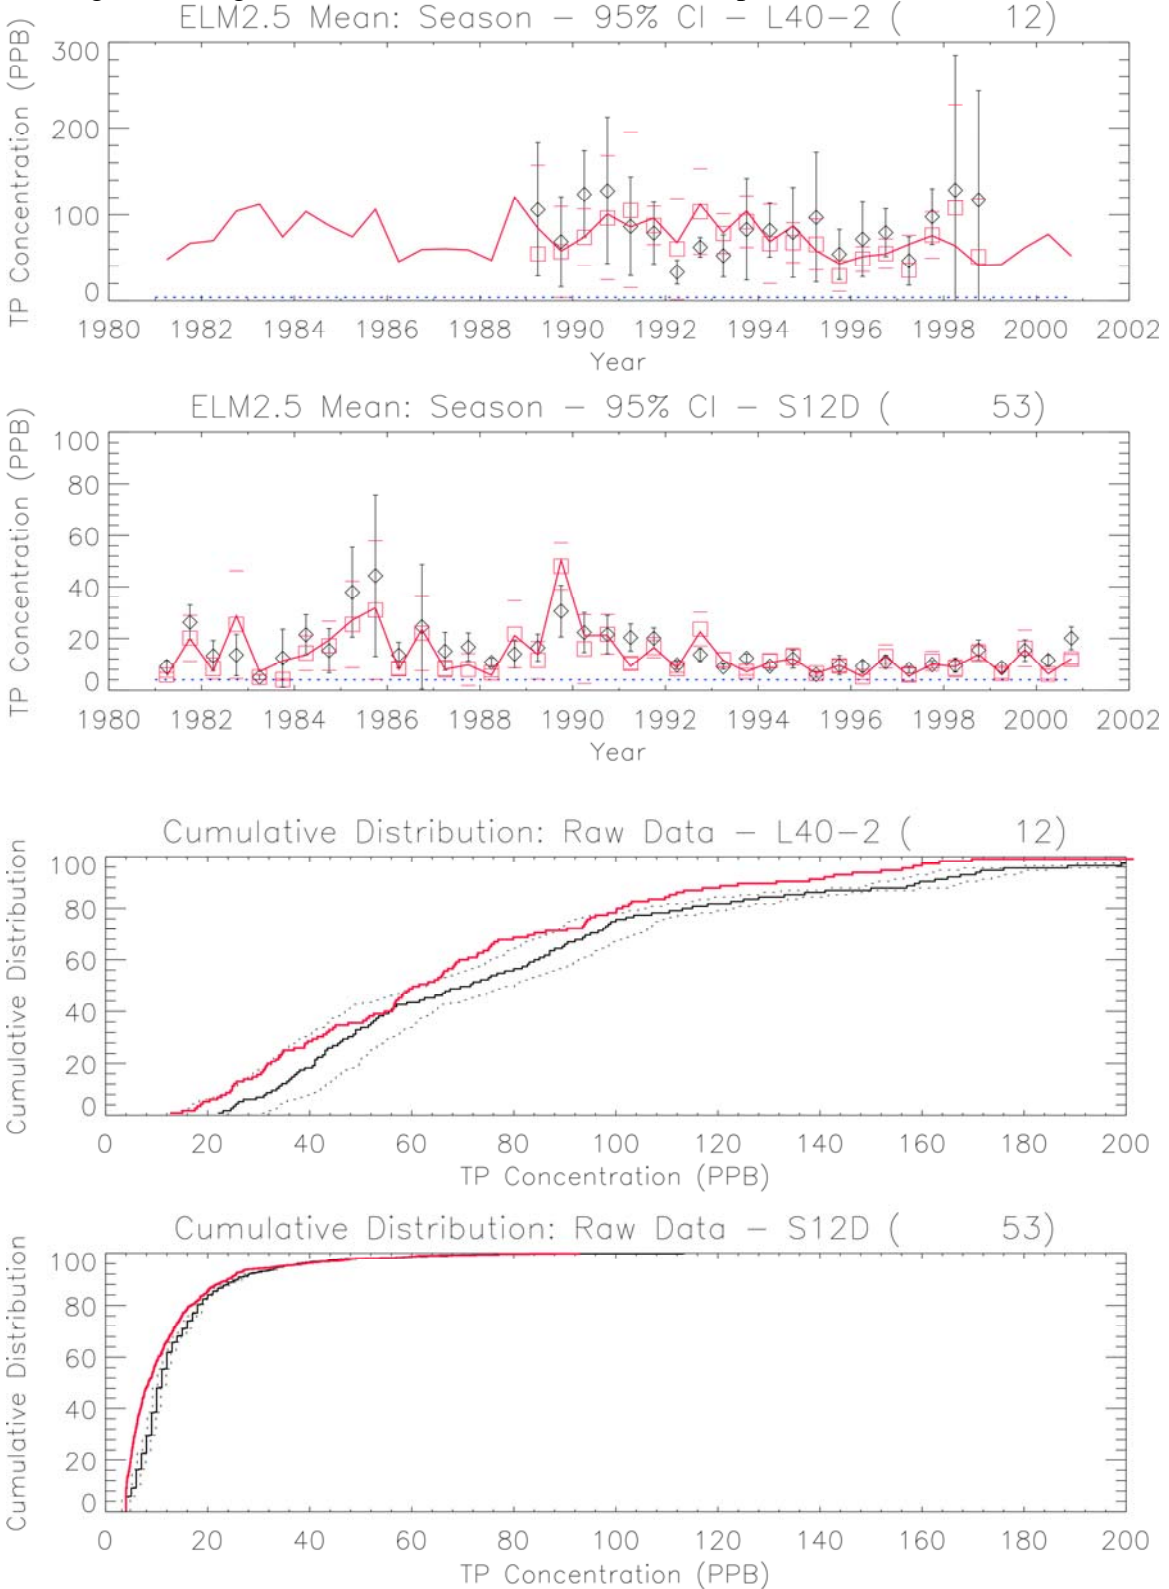 ELM2.5 Mean: Season - 95% CI - L40-2 ( 12)
TP Concentration (PPB)
300
200
100
0
1980 1982 1984 1986 1988 1990 1992 1994 1996 1998 2000 2002
Year
ELM2.5 Mean: Season - 95% CI - S12D ( 53)
TP Concentration (PPB)
100
80
60
40
20
0
1980 1982 1984 1986 1988 1990 1992 1994 1996 1998 2000 2002
Year
Cumulative Distribution: Raw Data - L40-2 ( 12)
Cumulative Distribution
100
80
60
40
20
0
0 20 40 60 80 100 120 140 160 180 200
TP Concentration (PPB)
Cumulative Distribution: Raw Data - S12D ( 53)
Cumulative Distribution
100
80
60
40
20
0
0 20 40 60 80 100 120 140 160 180 200
TP Concentration (PPB)